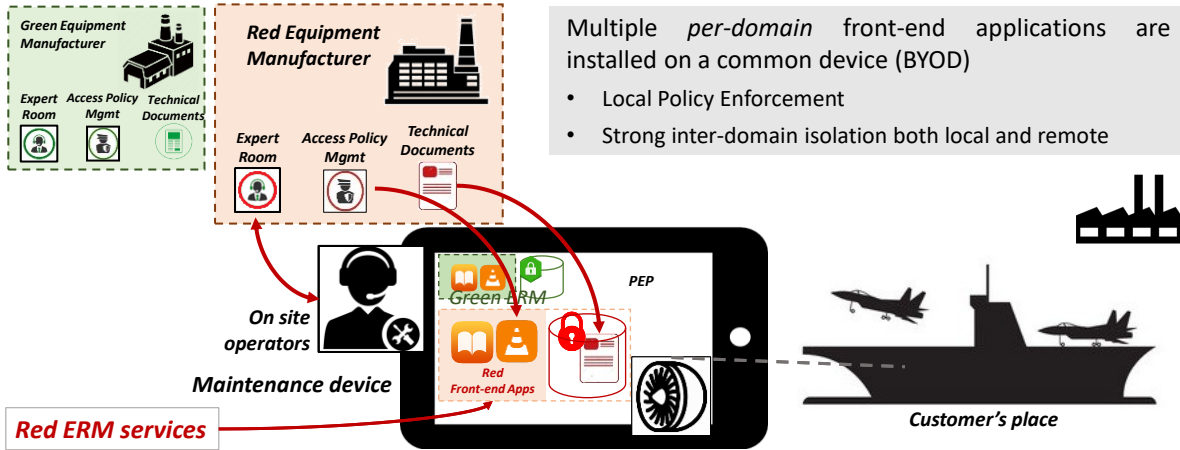 Green Equipment
Manufacturer
Expert
Room
Access Policy
Mgmt
Technical
Documents
Red Equipment
Manufacturer
Expert
Room
Access Policy
Mgmt
Technical
Documents
Multiple per-domain front-end applications are
installed on a common device (BYOD)
• Local Policy Enforcement
• Strong inter-domain isolation both local and remote
Green ERM
PEP
On site
operators
Red
Front-end Apps
Maintenance device
Red ERM services
Customer's place